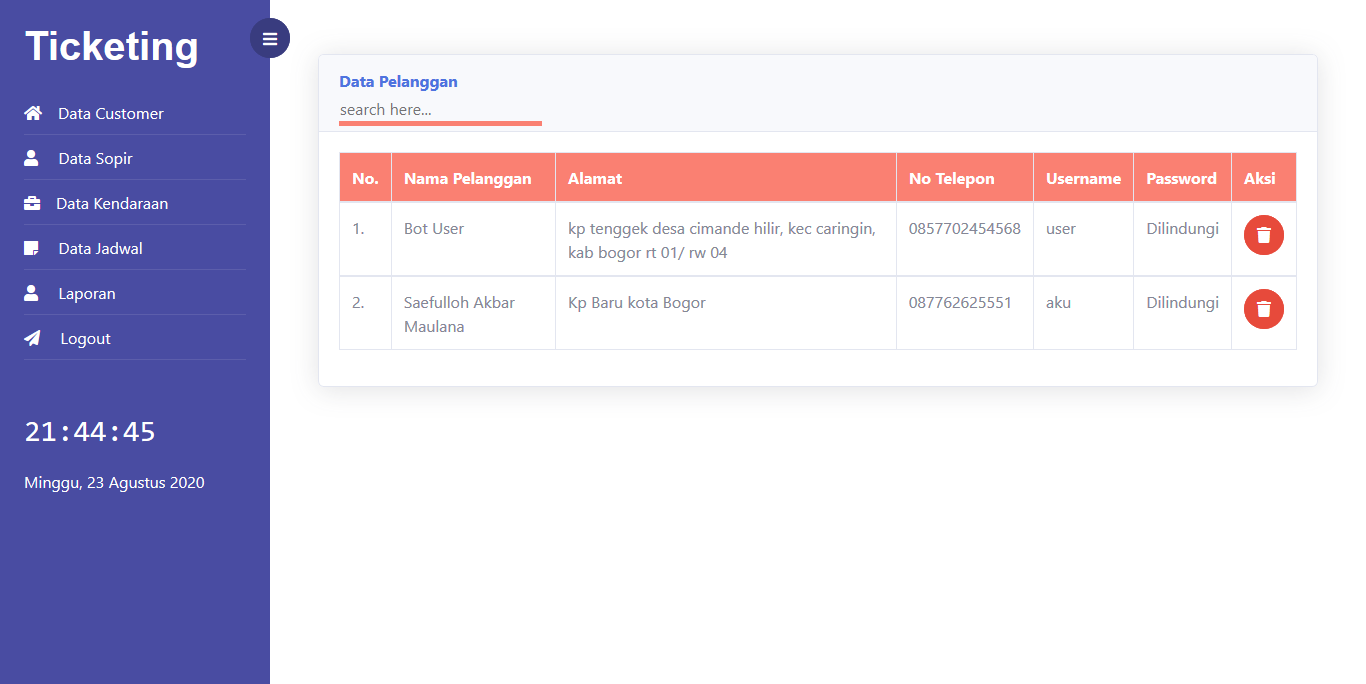 Ticketing
Data Customer
Data Sopir
Data Kendaraan
Data Jadwal
Laporan
Logout
21:44:45
Minggu, 23 Agustus 2020
Data Pelanggan
search here...
No. Nama Pelanggan Alamat No Telepon Username Password Aksi
1. Bot User kp tenggek desa cimande hilir, kec caringin, 0857702454568 user Dilindungi
kab bogor rt 01/ rw 04
2. Saefulloh Akbar Kp Baru kota Bogor 087762625551 aku Dilindungi
Maulana